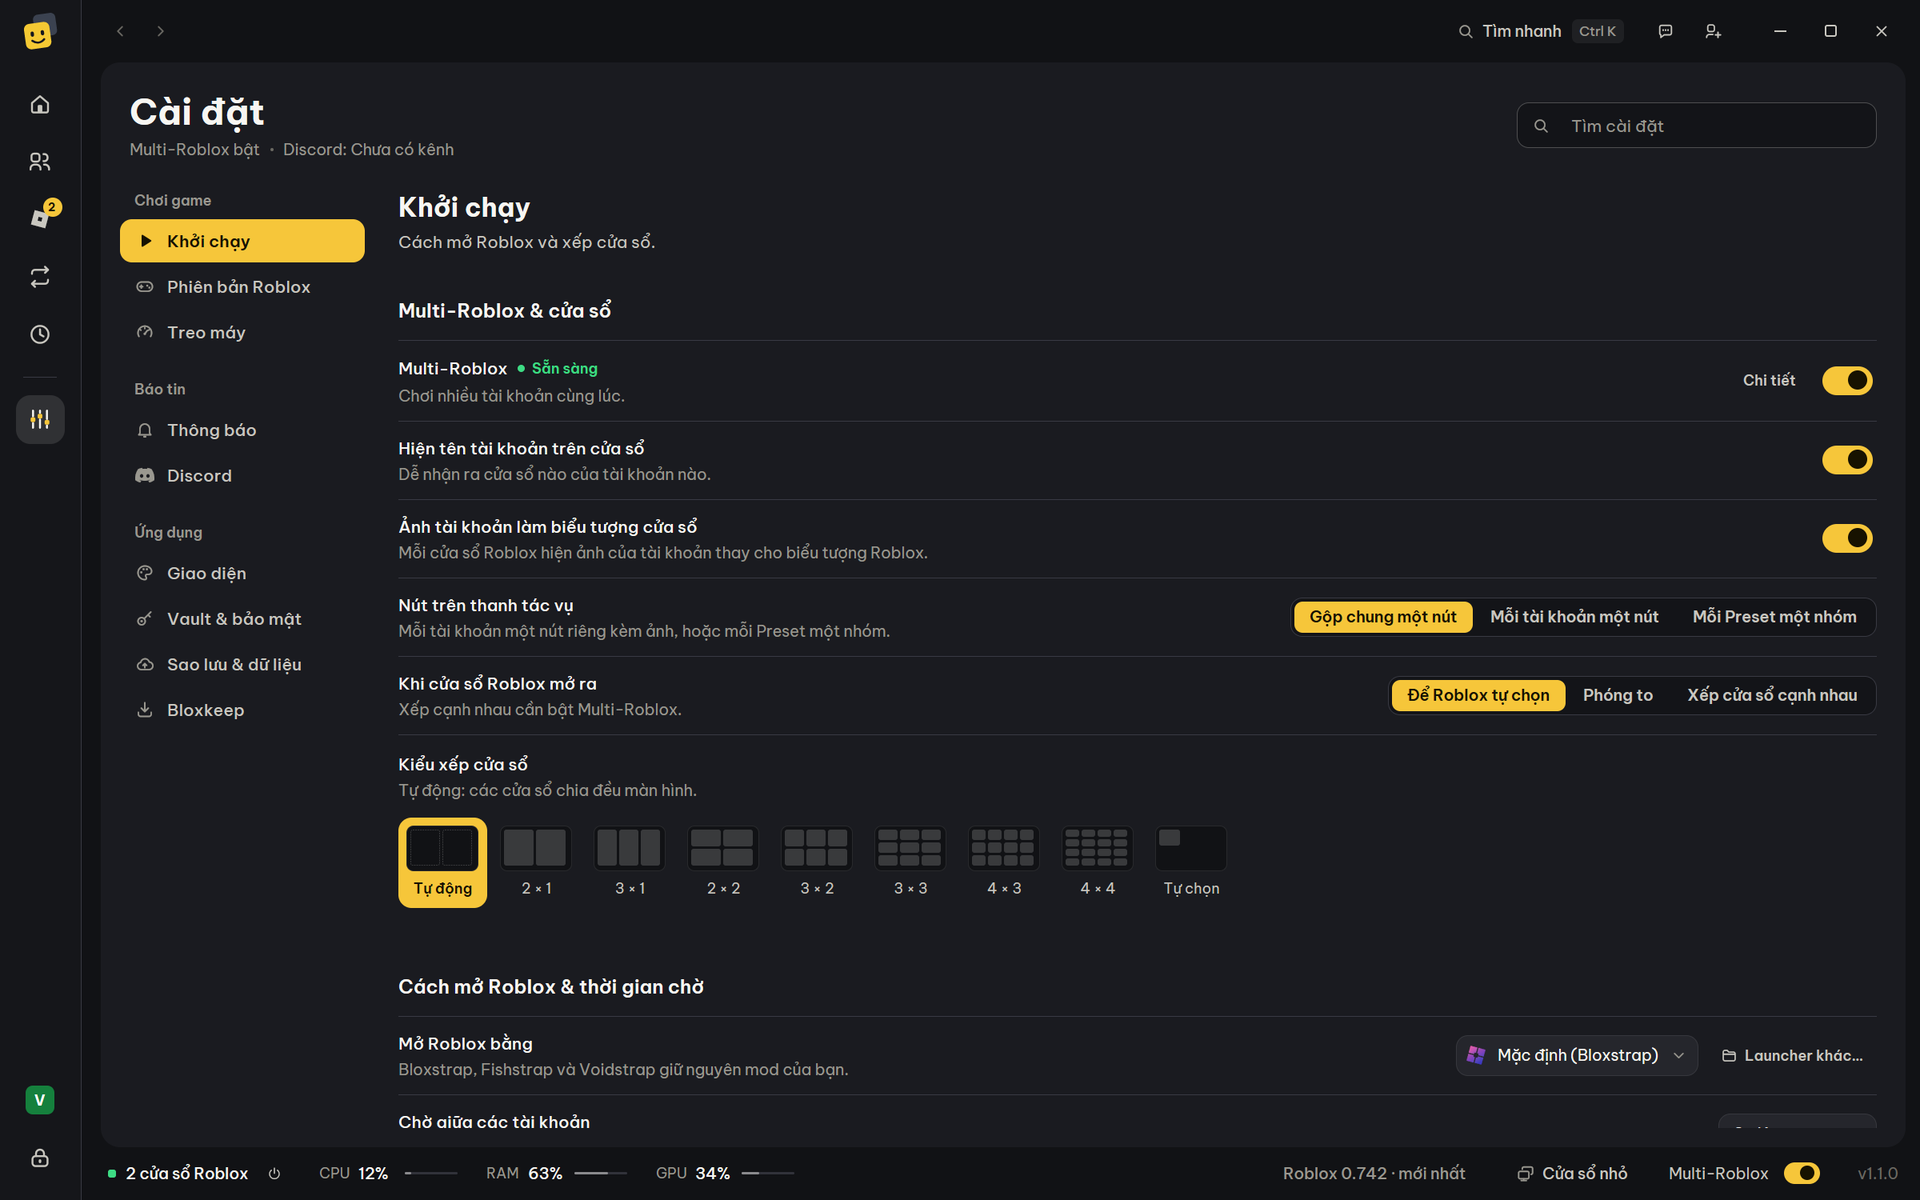 Tìm nhanh
Ctrl K
Cài đặt
Multi-Roblox bật • Discord: Chưa có kênh
Tìm cài đặt
2
Chơi game
Khởi chạy
Phiên bản Roblox
Treo máy
Báo tin
Thông báo
Discord
Ứng dụng
Giao diện
Vault & bảo mật
Sao lưu & dữ liệu
Bloxkeep
Khởi chạy
Cách mở Roblox và xếp cửa sổ.
Multi-Roblox & cửa sổ
Multi-Roblox • Sẵn sàng
Chơi nhiều tài khoản cùng lúc.
Chi tiết
Hiện tên tài khoản trên cửa sổ
Dễ nhận ra cửa sổ nào của tài khoản nào.
Ảnh tài khoản làm biểu tượng cửa sổ
Mỗi cửa sổ Roblox hiện ảnh của tài khoản thay cho biểu tượng Roblox.
Nút trên thanh tác vụ
Mỗi tài khoản một nút riêng kèm ảnh, hoặc mỗi Preset một nhóm.
Gộp chung một nút
Mỗi tài khoản một nút
Mỗi Preset một nhóm
Khi cửa sổ Roblox mở ra
Xếp cạnh nhau cần bật Multi-Roblox.
Để Roblox tự chọn
Phóng to
Xếp cửa sổ cạnh nhau
Kiểu xếp cửa sổ
Tự động: các cửa sổ chia đều màn hình.
Tự động
2 × 1
3 × 1
2 × 2
3 × 2
3 × 3
4 × 3
4 × 4
Tự chọn
Cách mở Roblox & thời gian chờ
Mở Roblox bằng
Bloxstrap, Fishstrap và Voidstrap giữ nguyên mod của bạn.
Mặc định (Bloxstrap)
Launcher khác...
Chờ giữa các tài khoản
V
2 cửa sổ Roblox
CPU 12%
RAM 63%
GPU 34%
Roblox 0.742 · mới nhất
Cửa sổ nhỏ
Multi-Roblox
v1.1.0